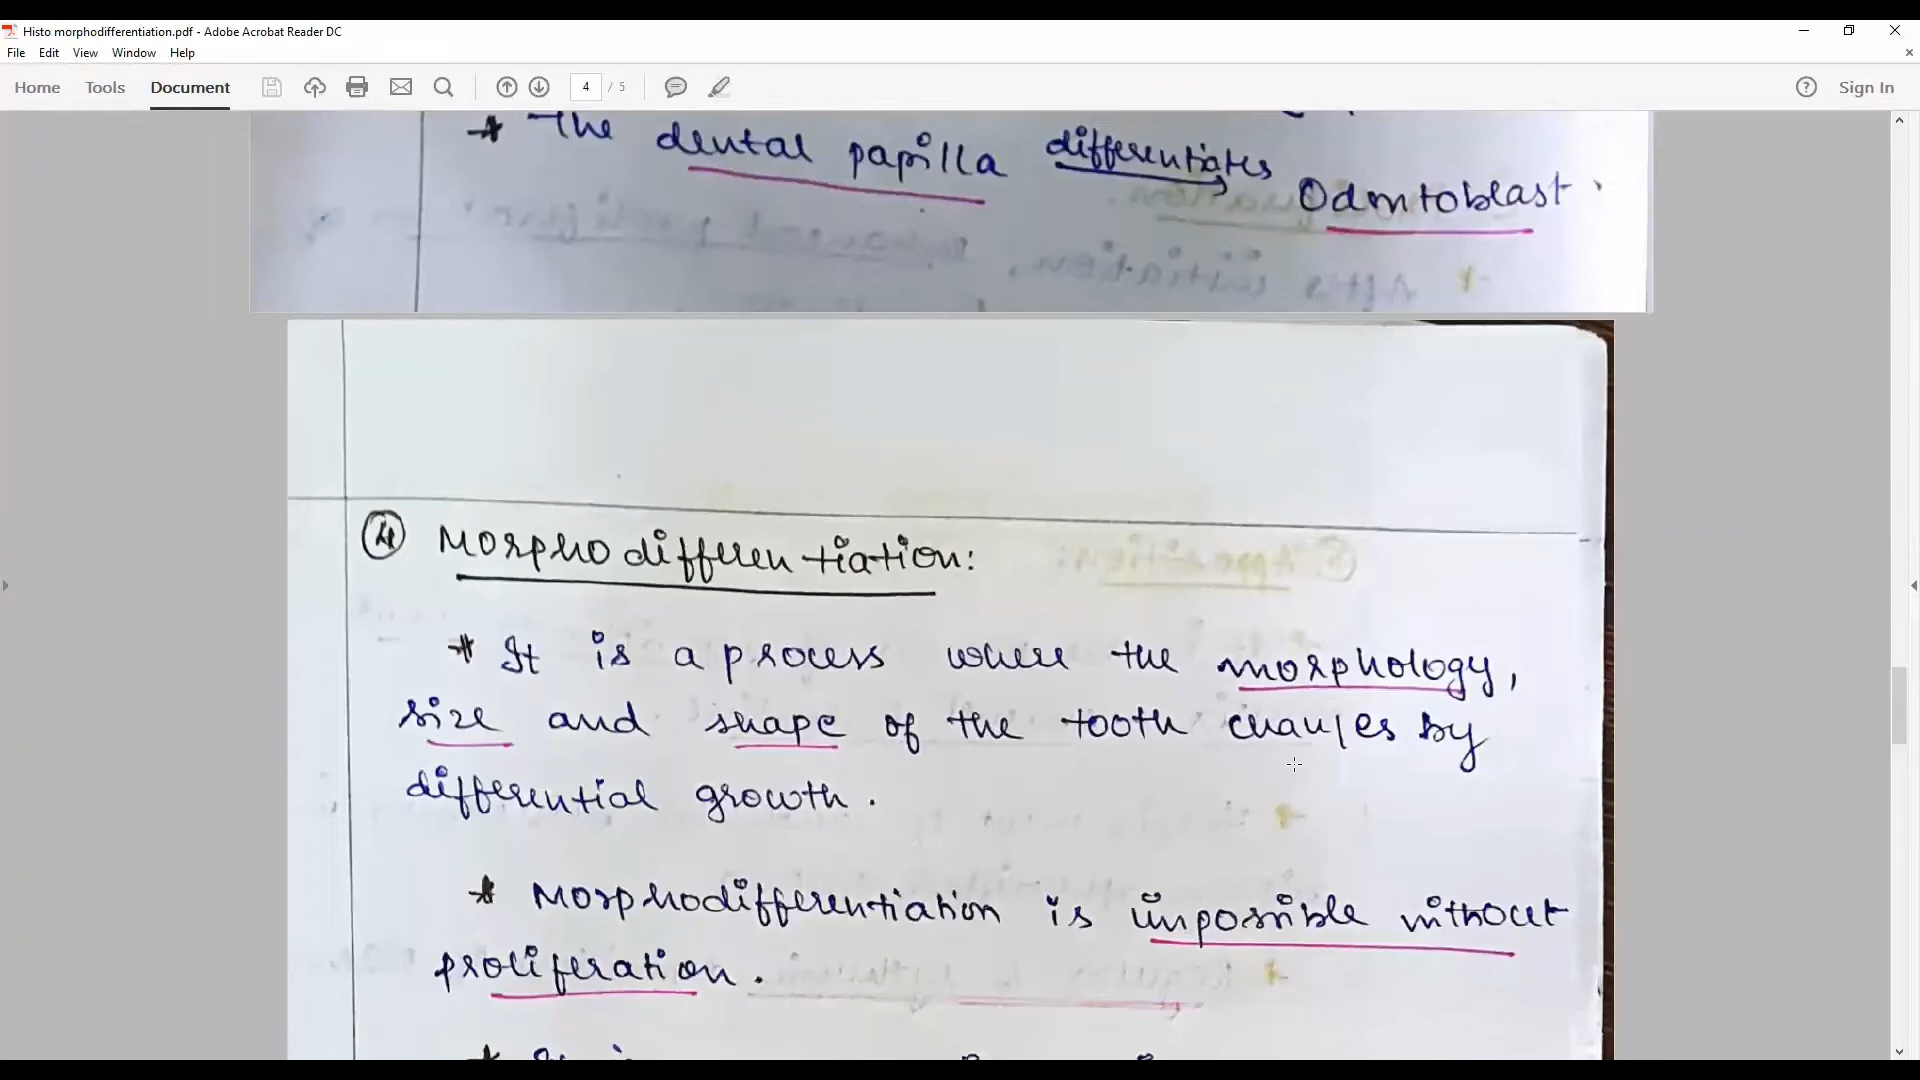 Histo morphodifferentiation.pdf - Adobe Acrobat Reader DC
File Edit View Window Help
Home Tools Document 4 / 5 Sign In
* The dental papilla differentiates Odontoblast.
④ Morphodifferentiation:
* It is a process where the morphology,
size and shape of the tooth changes by
differential growth.
* Morphodifferentiation is impossible without
proliferation.